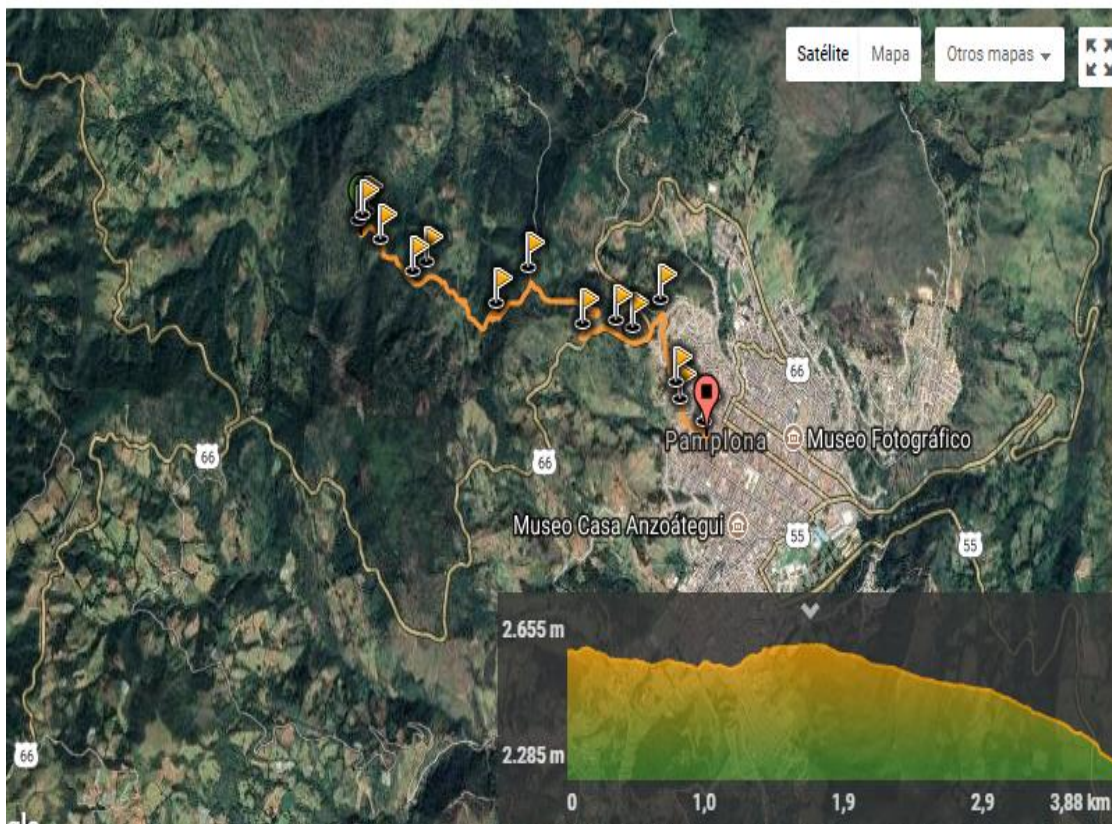 Satélite Mapa Otros mapas
66
Pamplona
Museo Fotográfico
66
66
Museo Casa Anzoátegui
55
55
66
2.655 m
2.285 m
0 1,0 1,9 2,9 3,88 km